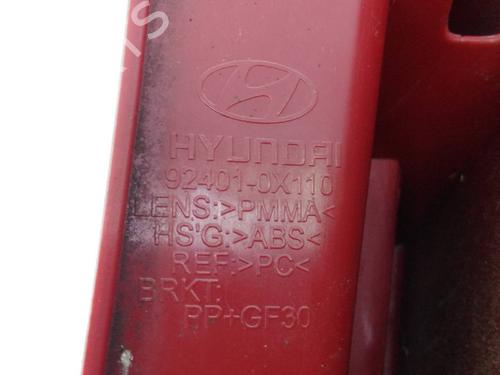 HYUNDAI
92401-0X110
LENS:>PMMA<
HS'G:>ABS<
REF:>PC<
BRKT:
PP+GF30